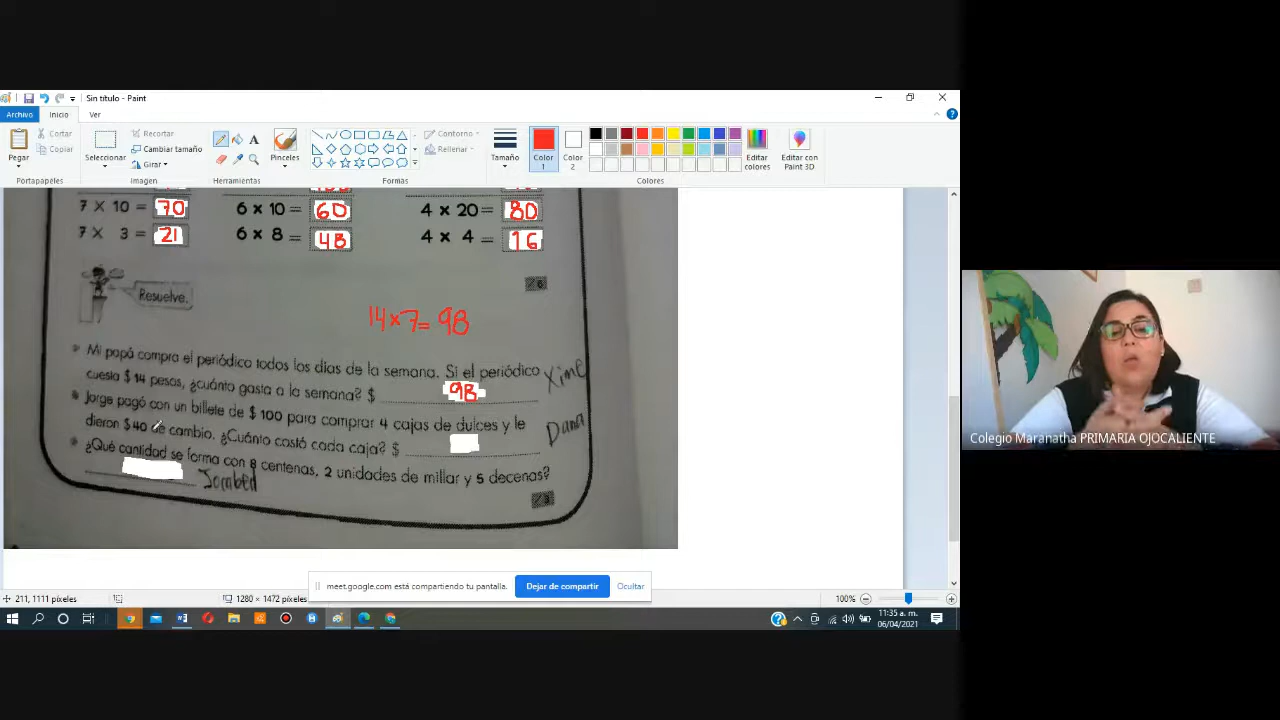 Sin título - Paint
Archivo Inicio Ver
Pegar Cortar Copiar Seleccionar Recortar Cambiar tamaño Girar Pinceles Contorno Rellenar Tamaño Color 1 Color 2 Editar colores Editar con Paint 3D
Portapapeles Imagen Herramientas Formas Colores
7 X 10 = 70 6 x 10 = 60 4 x 20 = 80
7 X 3 = 21 6 x 8 = 48 4 x 4 = 16
Resuelve.
14x7=98
Mi papá compra el periódico todos los días de la semana. Si el periódico
cuesta $ 14 pesos, ¿cuánto gasta a la semana? $ 98
Xime
Jorge pagó con un billete de $ 100 para comprar 4 cajas de dulces y le
dieron $ 40 de cambio. ¿Cuánto costó cada caja? $
Dana
¿Qué cantidad se forma con 8 centenas, 2 unidades de millar y 5 decenas?
meet.google.com está compartiendo tu pantalla. Dejar de compartir Ocultar
211, 1111 píxeles 1280 × 1472 píxeles 100%
11:35 a. m.
06/04/2021
Colegio Maranatha PRIMARIA OJOCALIENTE